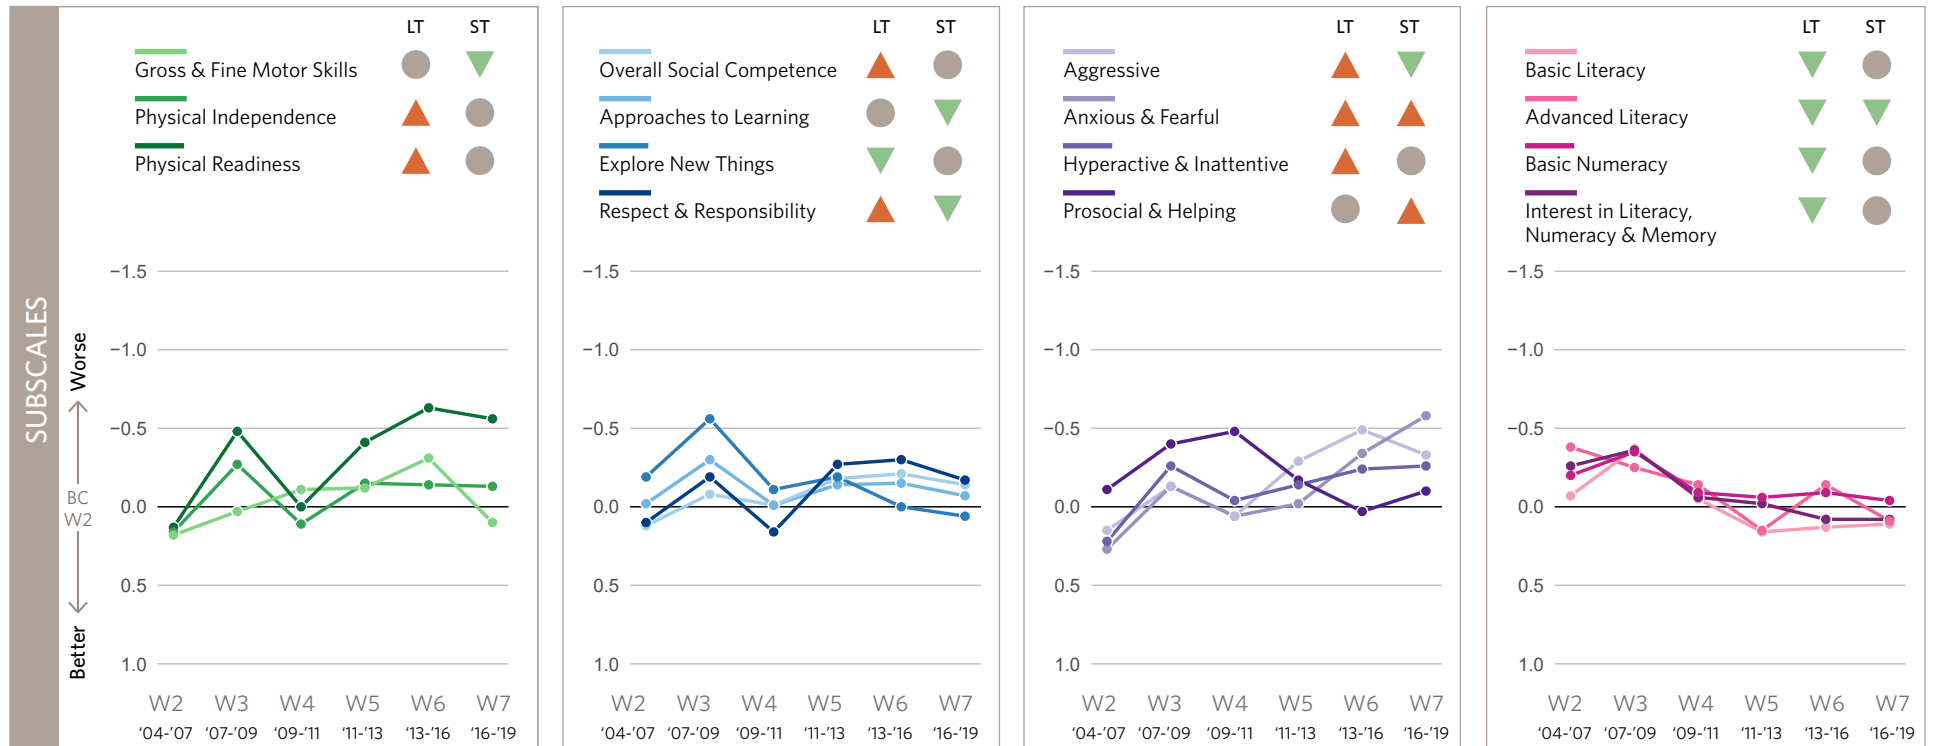 SUBSCALES
Worse
BC
W2
Better
LT ST
Gross & Fine Motor Skills
Physical Independence
Physical Readiness
−1.5
−1.0
−0.5
0.0
0.5
1.0
W2 W3 W4 W5 W6 W7
‘04-’07 ‘07-’09 ‘09-’11 ‘11-’13 ‘13-’16 ‘16-’19
LT ST
Overall Social Competence
Approaches to Learning
Explore New Things
Respect & Responsibility
−1.5
−1.0
−0.5
0.0
0.5
1.0
W2 W3 W4 W5 W6 W7
‘04-’07 ‘07-’09 ‘09-’11 ‘11-’13 ‘13-’16 ‘16-’19
LT ST
Aggressive
Anxious & Fearful
Hyperactive & Inattentive
Prosocial & Helping
−1.5
−1.0
−0.5
0.0
0.5
1.0
W2 W3 W4 W5 W6 W7
‘04-’07 ‘07-’09 ‘09-’11 ‘11-’13 ‘13-’16 ‘16-’19
LT ST
Basic Literacy
Advanced Literacy
Basic Numeracy
Interest in Literacy,
Numeracy & Memory
−1.5
−1.0
−0.5
0.0
0.5
1.0
W2 W3 W4 W5 W6 W7
‘04-’07 ‘07-’09 ‘09-’11 ‘11-’13 ‘13-’16 ‘16-’19